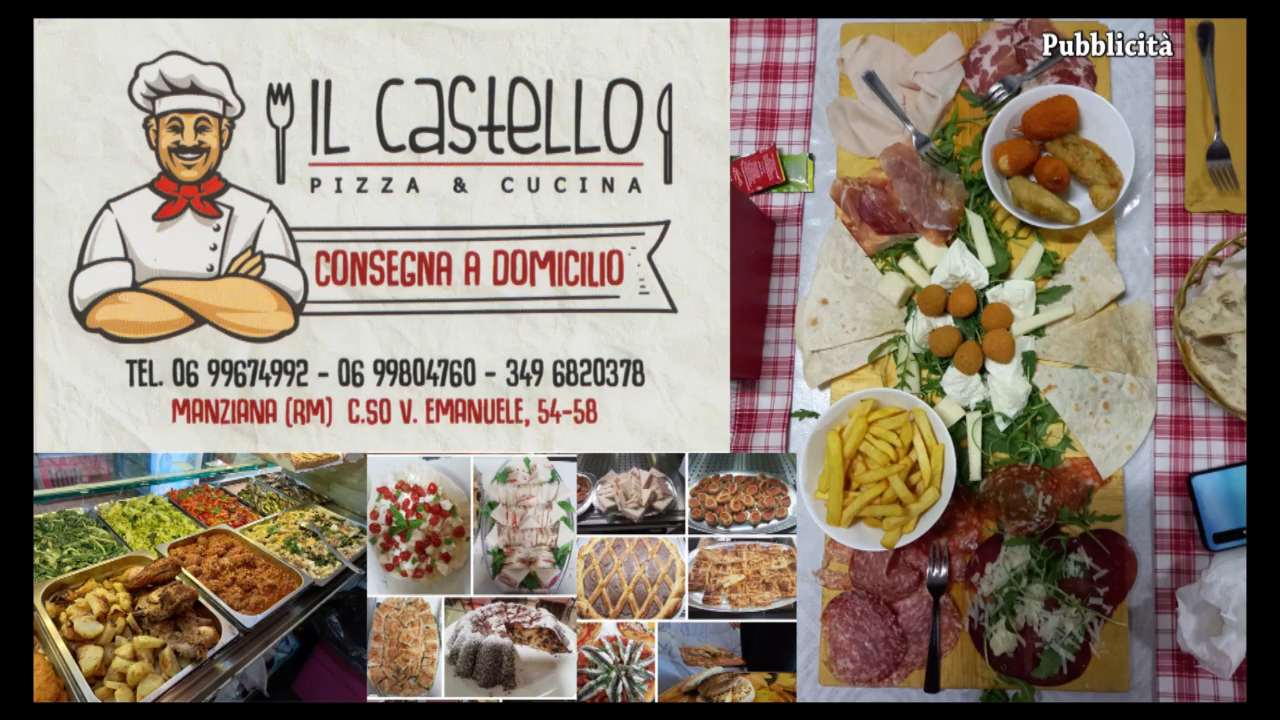 Pubblicità
IL Castello
PIZZA & CUCINA
CONSEGNA A DOMICILIO
TEL. 06 99674992 - 06 99804760 - 349 6820378
MANZIANA (RM) C.SO V. EMANUELE, 54-58